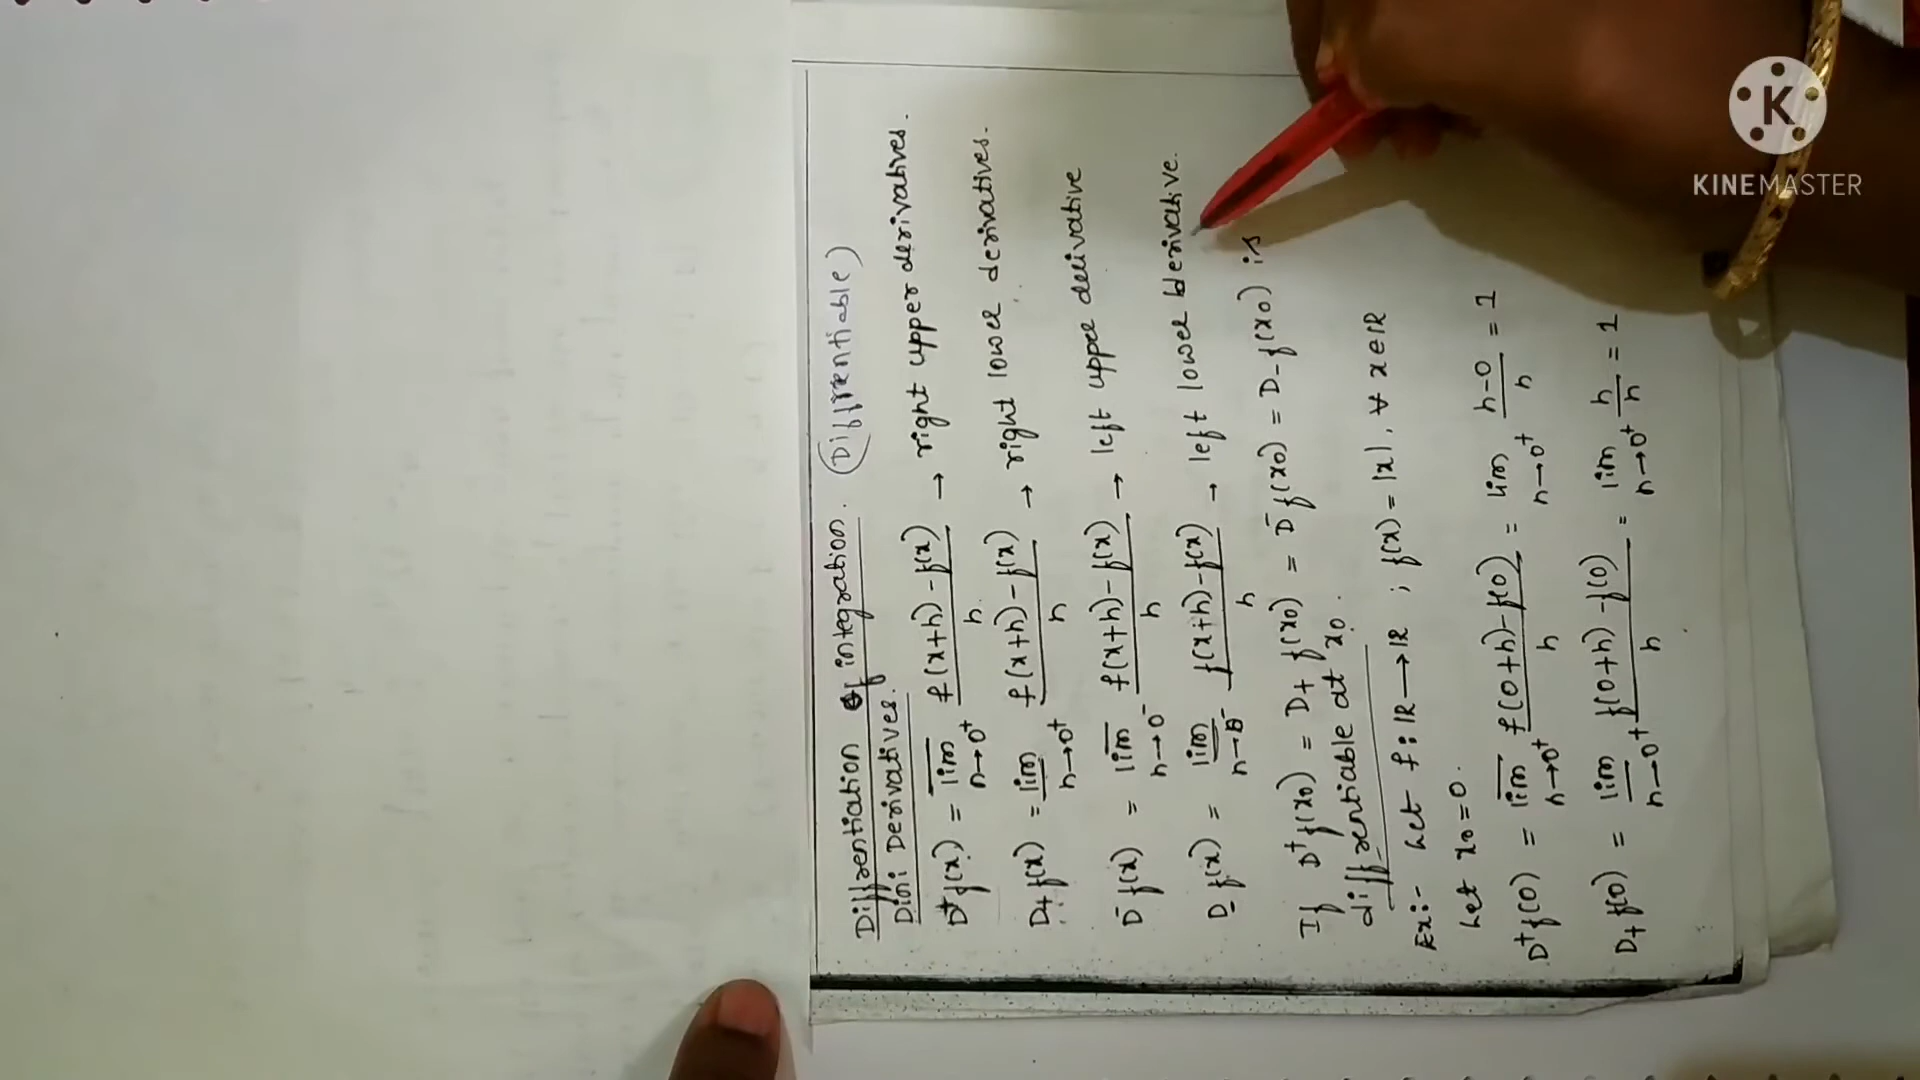 Differentiation of integration. (Differentiable)
Dini Derivatives.
D⁺f(x) = lim̅ h→0⁺ f(x+h)-f(x)/h → right upper derivatives.
D₊f(x) = lim̲ h→0⁺ f(x+h)-f(x)/h → right lower derivatives.
D⁻f(x) = lim̅ h→0⁻ f(x+h)-f(x)/h → left upper derivative
D₋f(x) = lim̲ h→0⁻ f(x+h)-f(x)/h → left lower derivative.
If D⁺f(x0) = D₊f(x0) = D⁻f(x0) = D₋f(x0) is
differentiable at x0.
Ex:- Let f: IR → IR ; f(x) = |x|, ∀ x ∈ IR
Let x0 = 0.
D⁺f(0) = lim̅ h→0⁺ f(0+h)-f(0)/h = lim h→0⁺ h-0/h = 1
D₊f(0) = lim̲ h→0⁺ f(0+h)-f(0)/h = lim h→0⁺ h/h = 1
K
KINEMASTER